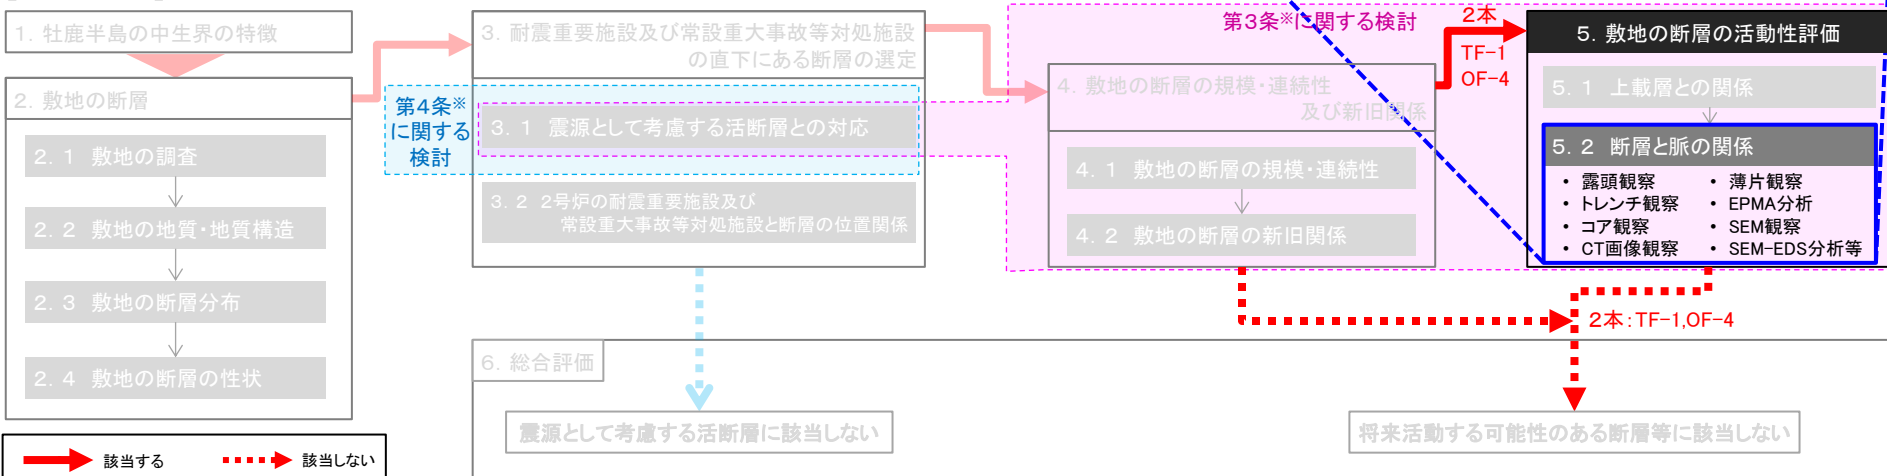 1. 牡鹿半島の中生界の特徴
2. 敷地の断層
2. 1 敷地の調査
2. 2 敷地の地質・地質構造
2. 3 敷地の断層分布
2. 4 敷地の断層の性状
3. 耐震重要施設及び常設重大事故等対処施設
の直下にある断層の選定
第4条※
に関する
検討
3. 1 震源として考慮する活断層との対応
3. 2 2号炉の耐震重要施設及び
常設重大事故等対処施設と断層の位置関係
第3条※に関する検討
4. 敷地の断層の規模・連続性
及び新旧関係
4. 1 敷地の断層の規模・連続性
4. 2 敷地の断層の新旧関係
2本
TF-1
OF-4
5. 敷地の断層の活動性評価
5. 1 上載層との関係
5. 2 断層と脈の関係
・ 露頭観察
・ トレンチ観察
・ コア観察
・ CT画像観察
・ 薄片観察
・ EPMA分析
・ SEM観察
・ SEM-EDS分析等
2本:TF-1,OF-4
6. 総合評価
震源として考慮する活断層に該当しない
将来活動する可能性のある断層等に該当しない
該当する
該当しない